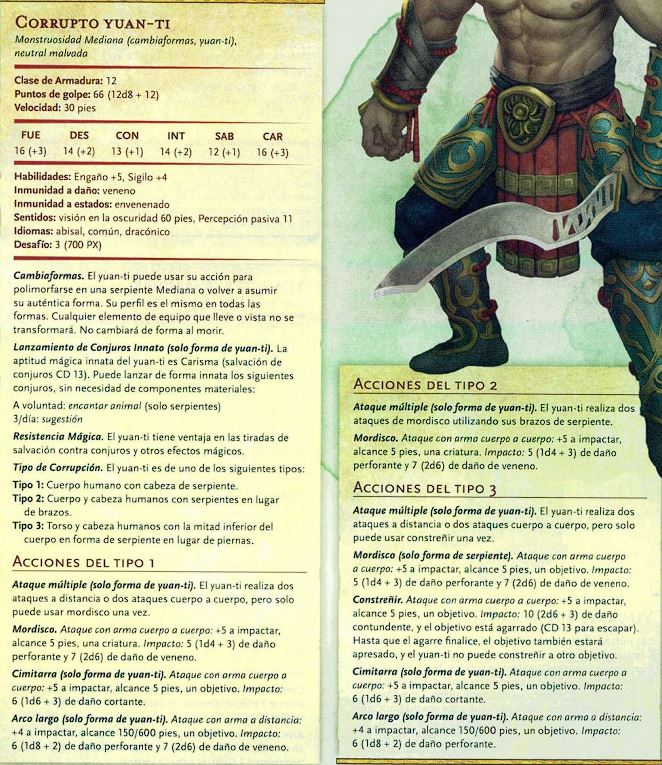 CORRUPTO YUAN-TI
Monstruosidad Mediana (cambiaformas, yuan-ti),
neutral malvada
Clase de Armadura: 12
Puntos de golpe: 66 (12d8 + 12)
Velocidad: 30 pies
FUE DES CON INT SAB CAR
16 (+3) 14 (+2) 13 (+1) 14 (+2) 12 (+1) 16 (+3)
Habilidades: Engaño +5, Sigilo +4
Inmunidad a daño: veneno
Inmunidad a estados: envenenado
Sentidos: visión en la oscuridad 60 pies, Percepción pasiva 11
Idiomas: abisal, común, dracónico
Desafío: 3 (700 PX)
Cambiaformas. El yuan-ti puede usar su acción para
polimorfarse en una serpiente Mediana o volver a asumir
su auténtica forma. Su perfil es el mismo en todas las
formas. Cualquier elemento de equipo que lleve o vista no se
transformará. No cambiará de forma al morir.
Lanzamiento de Conjuros Innato (solo forma de yuan-ti). La
aptitud mágica innata del yuan-ti es Carisma (salvación de
conjuros CD 13). Puede lanzar de forma innata los siguientes
conjuros, sin necesidad de componentes materiales:
A voluntad: encantar animal (solo serpientes)
3/día: sugestión
Resistencia Mágica. El yuan-ti tiene ventaja en las tiradas de
salvación contra conjuros y otros efectos mágicos.
Tipo de Corrupción. El yuan-ti es de uno de los siguientes tipos:
Tipo 1: Cuerpo humano con cabeza de serpiente.
Tipo 2: Cuerpo y cabeza humanos con serpientes en lugar
de brazos.
Tipo 3: Torso y cabeza humanos con la mitad inferior del
cuerpo en forma de serpiente en lugar de piernas.
ACCIONES DEL TIPO 1
Ataque múltiple (solo forma de yuan-ti). El yuan-ti realiza dos
ataques a distancia o dos ataques cuerpo a cuerpo, pero solo
puede usar mordisco una vez.
Mordisco. Ataque con arma cuerpo a cuerpo: +5 a impactar,
alcance 5 pies, una criatura. Impacto: 5 (1d4 + 3) de daño
perforante y 7 (2d6) de daño de veneno.
Cimitarra (solo forma de yuan-ti). Ataque con arma cuerpo a
cuerpo: +5 a impactar, alcance 5 pies, un objetivo. Impacto:
6 (1d6 + 3) de daño cortante.
Arco largo (solo forma de yuan-ti). Ataque con arma a distancia:
+4 a impactar, alcance 150/600 pies, un objetivo. Impacto:
6 (1d8 + 2) de daño perforante y 7 (2d6) de daño de veneno.
ACCIONES DEL TIPO 2
Ataque múltiple (solo forma de yuan-ti). El yuan-ti realiza dos
ataques de mordisco utilizando sus brazos de serpiente.
Mordisco. Ataque con arma cuerpo a cuerpo: +5 a impactar,
alcance 5 pies, una criatura. Impacto: 5 (1d4 + 3) de daño
perforante y 7 (2d6) de daño de veneno.
ACCIONES DEL TIPO 3
Ataque múltiple (solo forma de yuan-ti). El yuan-ti realiza dos
ataques a distancia o dos ataques cuerpo a cuerpo, pero solo
puede usar constreñir una vez.
Mordisco (solo forma de serpiente). Ataque con arma cuerpo
a cuerpo: +5 a impactar, alcance 5 pies, un objetivo. Impacto:
5 (1d4 + 3) de daño perforante y 7 (2d6) de daño de veneno.
Constreñir. Ataque con arma cuerpo a cuerpo: +5 a impactar,
alcance 5 pies, un objetivo. Impacto: 10 (2d6 + 3) de daño
contundente, y el objetivo está agarrado (CD 13 para escapar).
Hasta que el agarre finalice, el objetivo también estará
apresado, y el yuan-ti no puede constreñir a otro objetivo.
Cimitarra (solo forma de yuan-ti). Ataque con arma cuerpo a
cuerpo: +5 a impactar, alcance 5 pies, un objetivo. Impacto:
6 (1d6 + 3) de daño cortante.
Arco largo (solo forma de yuan-ti). Ataque con arma a distancia:
+4 a impactar, alcance 150/600 pies, un objetivo. Impacto:
6 (1d8 + 2) de daño perforante.